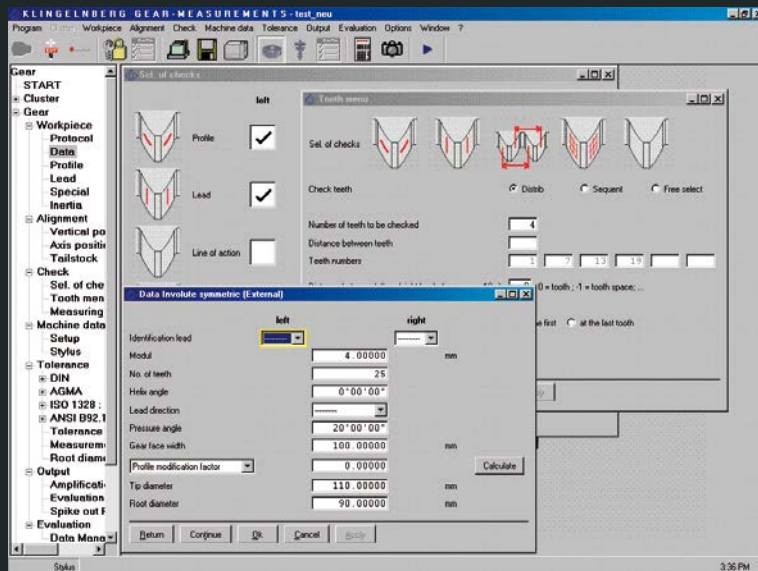 KLINGELNBERG GEAR-MEASUREMENTS - test_neu
Program Cluster Workpiece Alignment Check Machine data Tolerance Output Evaluation Options Window ?
Gear
START
Cluster
Gear
Workpiece
Protocol
Data
Profile
Lead
Special
Inertia
Alignment
Vertical po
Axis positi
Tailstock
Check
Sel. of che
Tooth men
Measuring
Machine data
Setup
Stylus
Tolerance
DIN
AGMA
ISO 1328 :
ANSI B92.1
Tolerance
Measurem
Root diame
Output
Amplificati
Evaluation
Spike out F
Evaluation
Data Mana
Sel. of checks
left
Profile
Lead
Line of action
Teeth menu
Sel. of checks
Check teeth Distrib Sequent Free select
Number of teeth to be checked 4
Distance between teeth
Teeth numbers 1 7 13 19
0 = tooth ; -1 = tooth space; ...
first at the last tooth
Data Involute symmetric (External)
left right
Identification lead ------- -------
Modul 4.00000 mm
No. of teeth 25
Helix angle 0°00'00"
Lead direction -------
Pressure angle 20°00'00"
Gear face width 100.00000 mm
Profile modification factor 0.00000 Calculate
Tip diameter 110.00000 mm
Root diameter 90.00000 mm
Return Continue Ok Cancel Apply
Stylus 3:36 PM